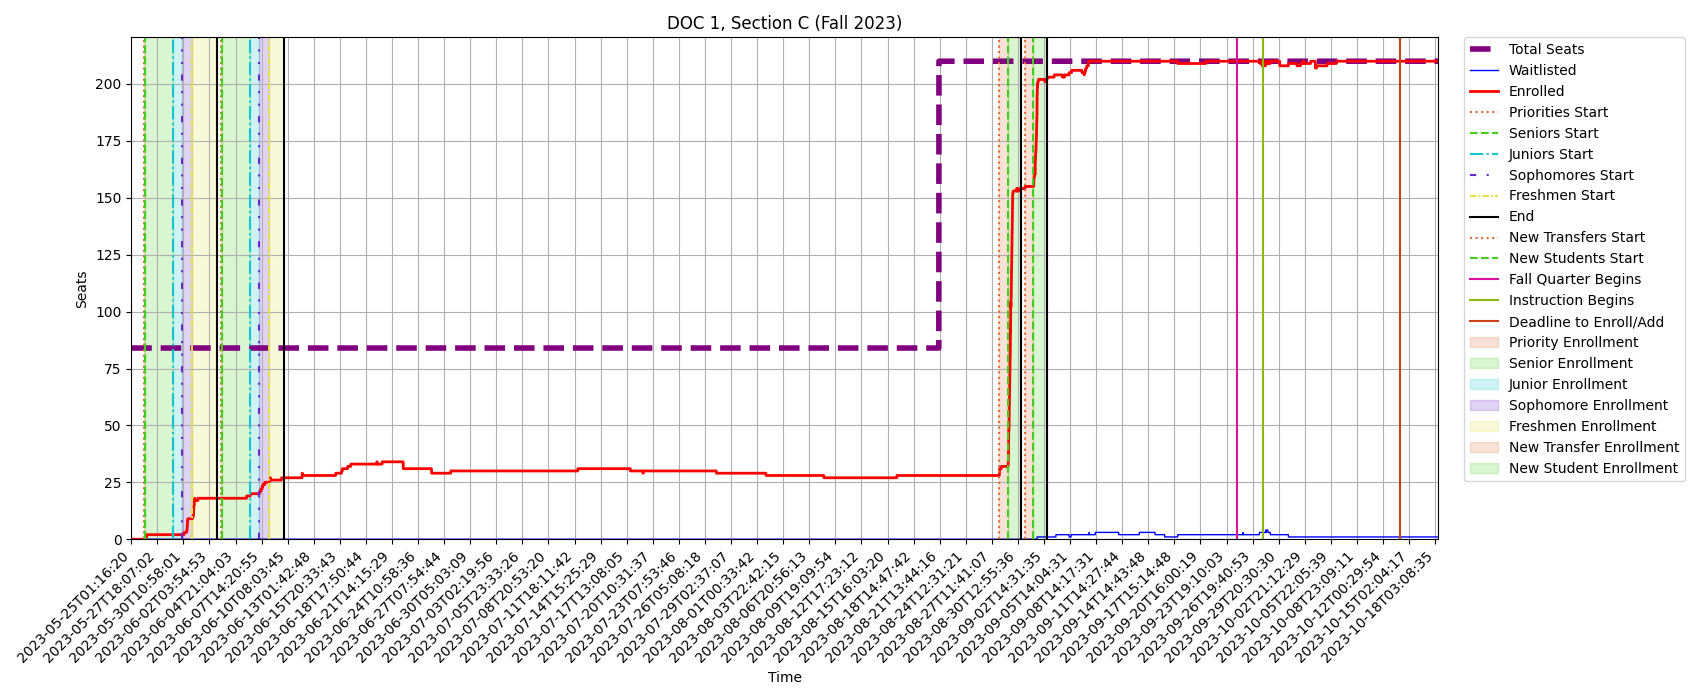 DOC 1, Section C (Fall 2023)
Seats
200
175
150
125
100
75
50
25
0
2023-05-25T01:16:20
2023-05-27T18:07:02
2023-05-30T10:58:01
2023-06-02T03:54:53
2023-06-04T21:04:03
2023-06-07T14:20:55
2023-06-10T08:03:45
2023-06-13T01:42:48
2023-06-15T20:33:43
2023-06-18T17:50:44
2023-06-21T14:15:29
2023-06-24T10:58:36
2023-06-27T07:54:44
2023-06-30T05:03:09
2023-07-03T02:19:56
2023-07-05T23:33:26
2023-07-08T20:53:20
2023-07-11T18:11:42
2023-07-14T15:25:29
2023-07-17T13:08:05
2023-07-20T10:31:37
2023-07-23T07:53:46
2023-07-26T05:08:18
2023-07-29T02:37:07
2023-08-01T00:33:42
2023-08-03T22:42:15
2023-08-06T20:56:13
2023-08-09T19:09:54
2023-08-12T17:23:12
2023-08-15T16:03:20
2023-08-18T14:47:42
2023-08-21T13:44:16
2023-08-24T12:31:21
2023-08-27T11:41:07
2023-08-30T12:55:36
2023-09-02T14:31:35
2023-09-05T14:04:31
2023-09-08T14:17:31
2023-09-11T14:27:44
2023-09-14T14:43:48
2023-09-17T15:14:48
2023-09-20T16:00:19
2023-09-23T19:10:03
2023-09-26T19:40:53
2023-09-29T20:30:30
2023-10-02T21:12:29
2023-10-05T22:05:39
2023-10-08T23:09:11
2023-10-12T00:29:54
2023-10-15T02:04:17
2023-10-18T03:08:35
Time
Total Seats
Waitlisted
Enrolled
Priorities Start
Seniors Start
Juniors Start
Sophomores Start
Freshmen Start
End
New Transfers Start
New Students Start
Fall Quarter Begins
Instruction Begins
Deadline to Enroll/Add
Priority Enrollment
Senior Enrollment
Junior Enrollment
Sophomore Enrollment
Freshmen Enrollment
New Transfer Enrollment
New Student Enrollment